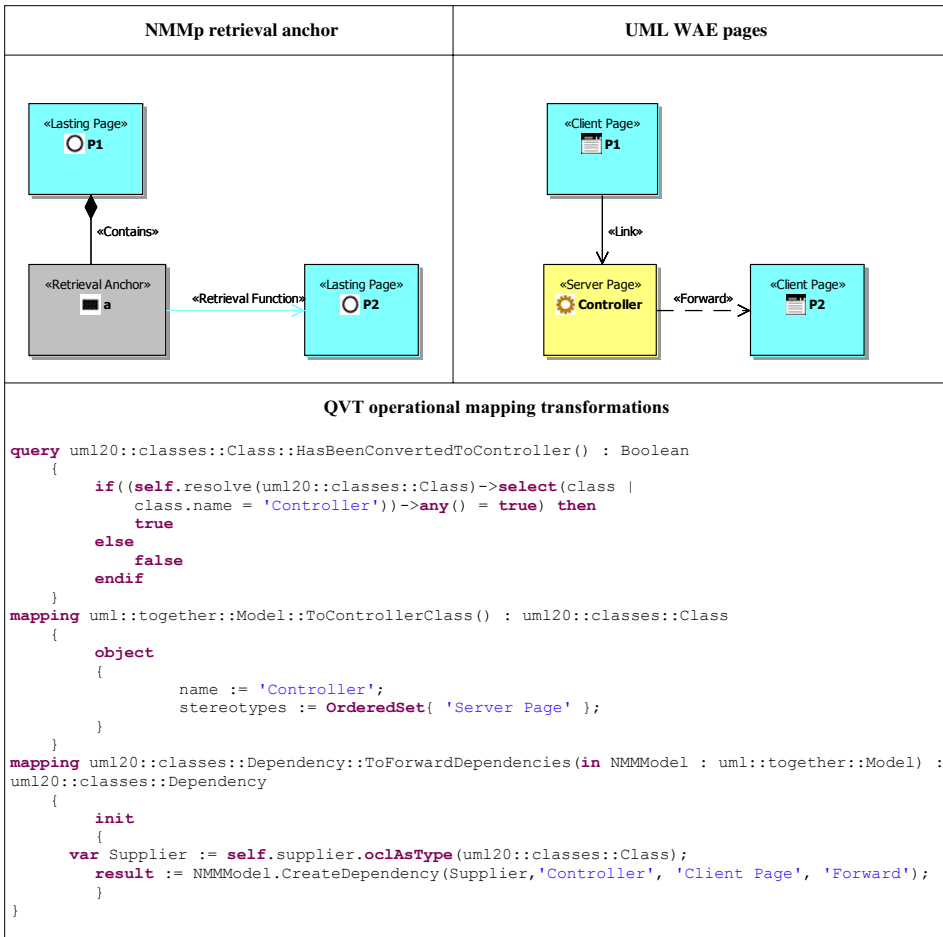 NMMp retrieval anchor
UML WAE pages
«Lasting Page»
P1
«Contains»
«Retrieval Anchor»
a
«Retrieval Function»
«Lasting Page»
P2
«Client Page»
P1
«Link»
«Server Page»
Controller
«Forward»
«Client Page»
P2
QVT operational mapping transformations
query uml20::classes::Class::HasBeenConvertedToController() : Boolean
{
if((self.resolve(uml20::classes::Class)->select(class |
class.name = 'Controller'))->any() = true) then
true
else
false
endif
}
mapping uml::together::Model::ToControllerClass() : uml20::classes::Class
{
object
{
name := 'Controller';
stereotypes := OrderedSet{ 'Server Page' };
}
}
mapping uml20::classes::Dependency::ToForwardDependencies(in NMMModel : uml::together::Model) :
uml20::classes::Dependency
{
init
{
var Supplier := self.supplier.oclAsType(uml20::classes::Class);
result := NMMModel.CreateDependency(Supplier,'Controller', 'Client Page', 'Forward');
}
}